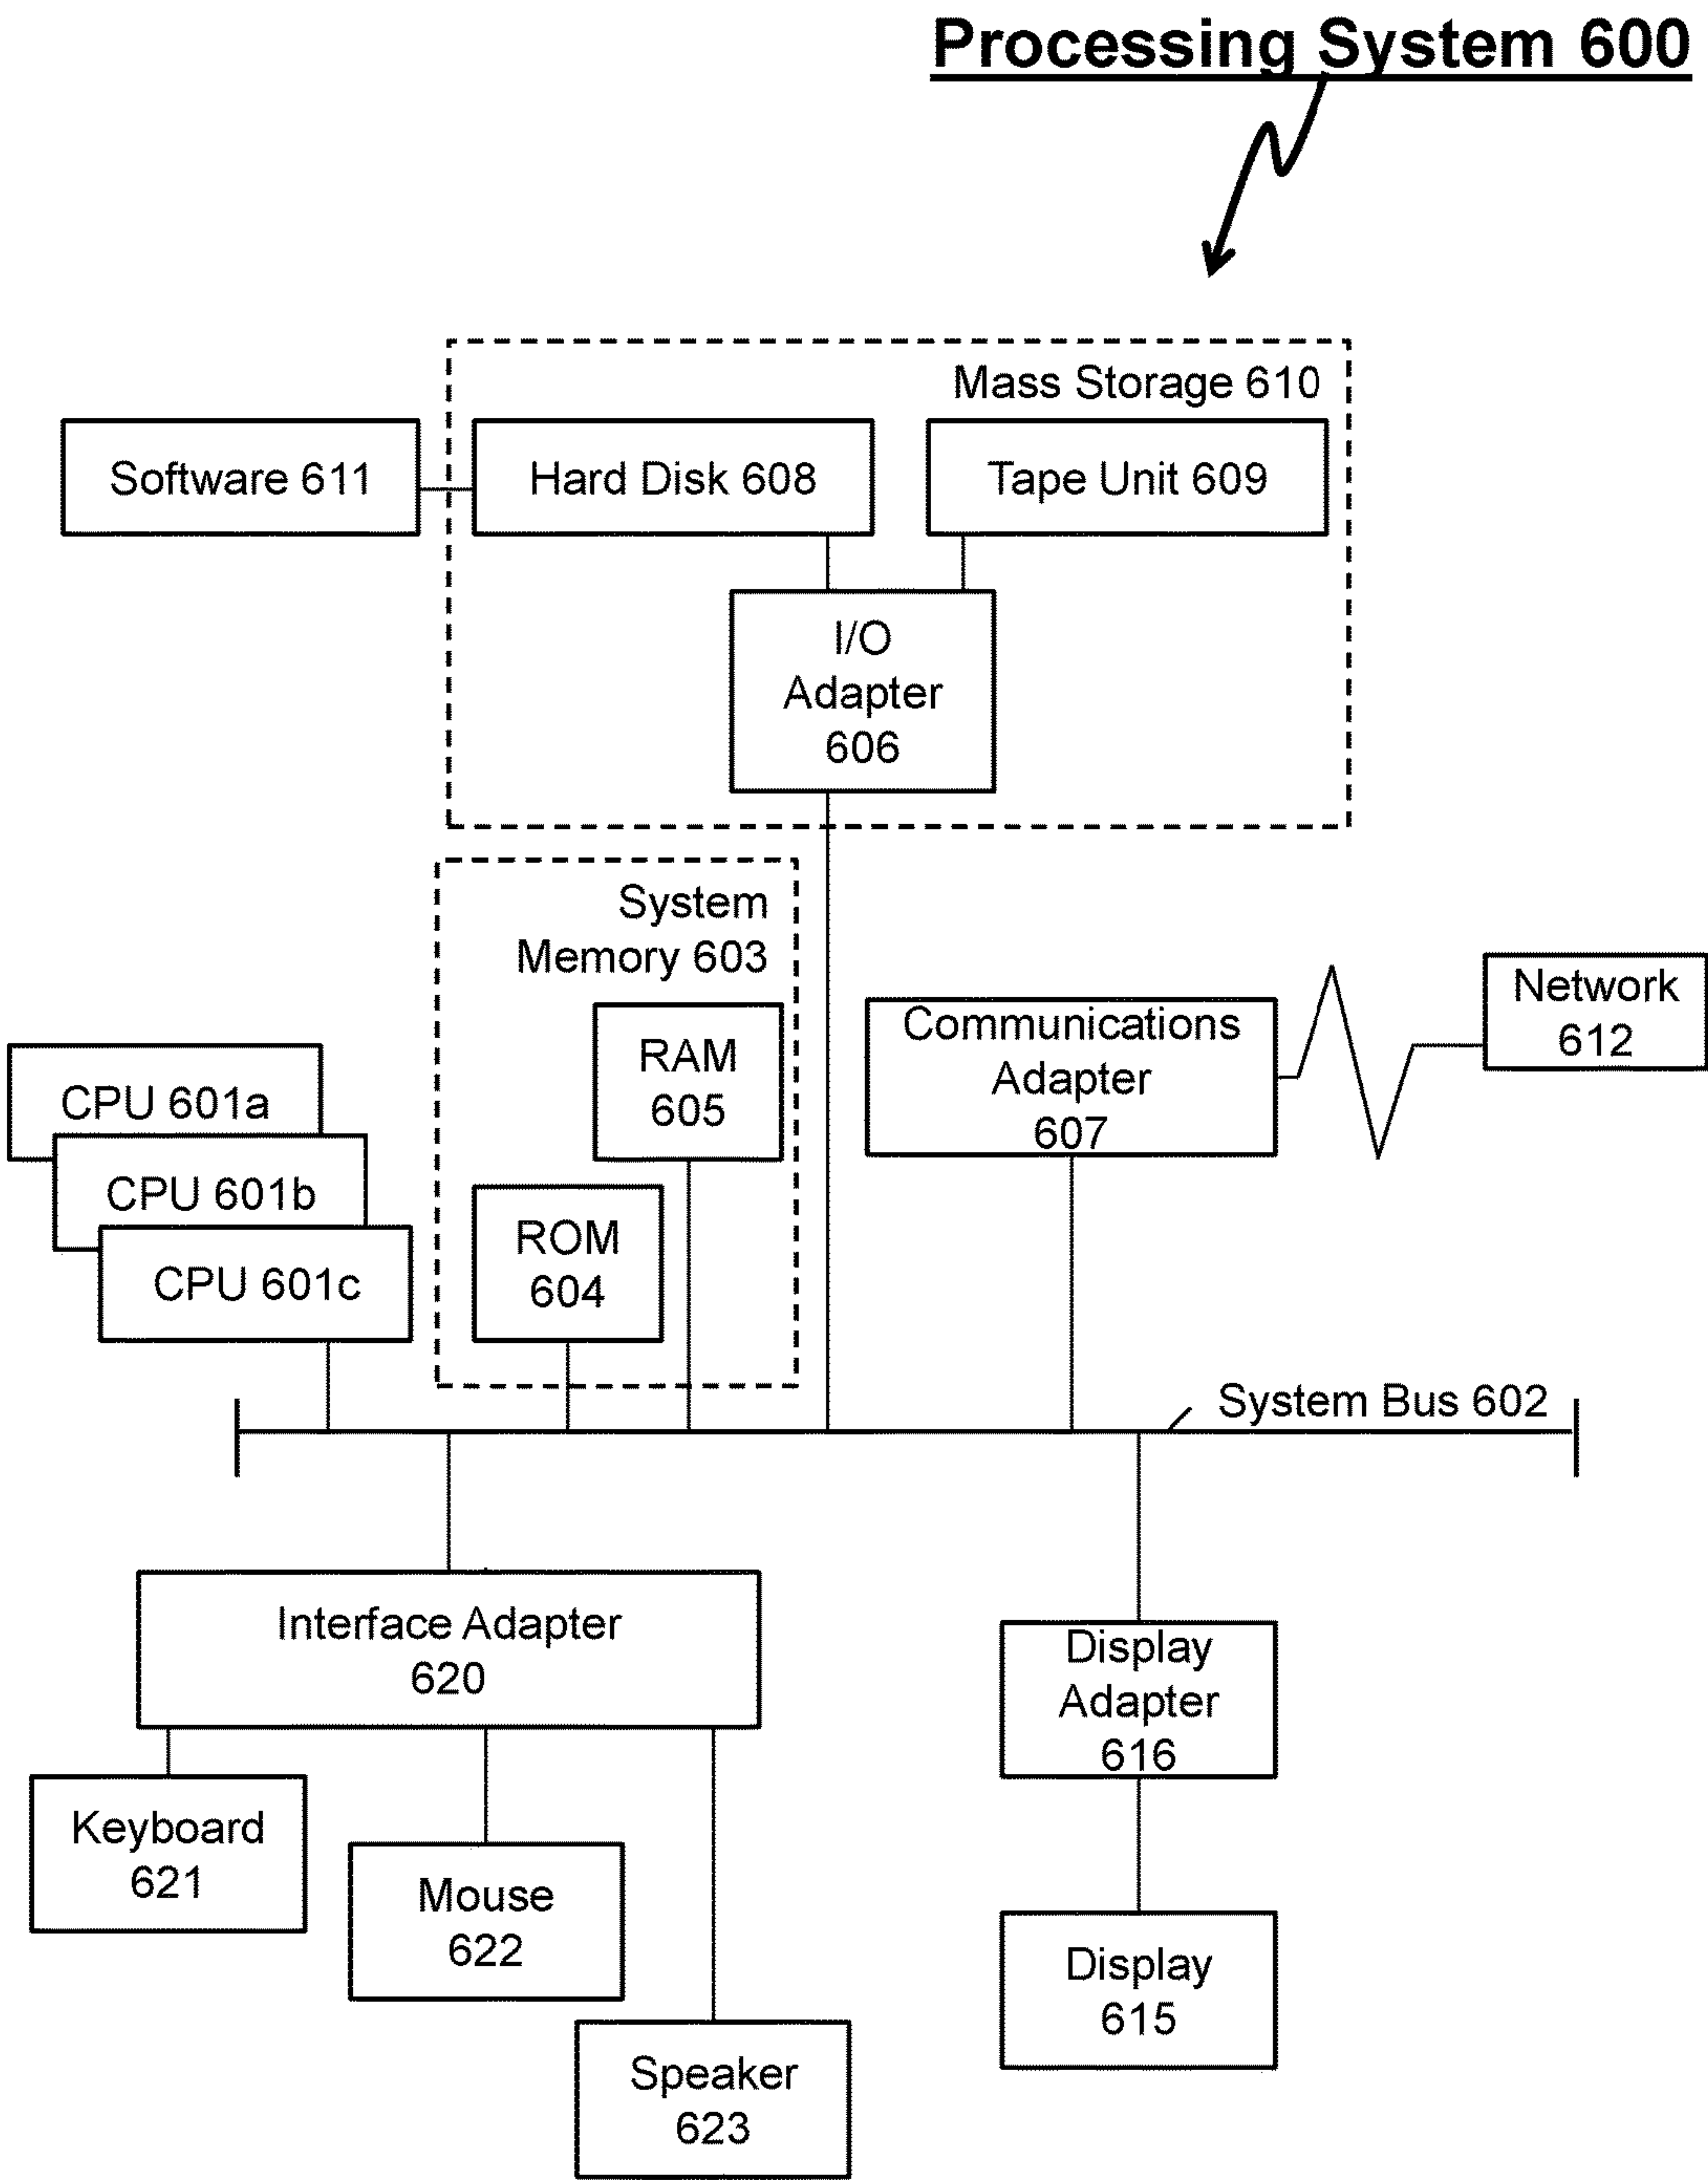 Processing System 600
Mass Storage 610
Software 611
Hard Disk 608
Tape Unit 609
I/O
Adapter
606
System
Memory 603
RAM
605
ROM
604
Communications
Adapter
607
Network
612
CPU 601a
CPU 601b
CPU 601c
System Bus 602
Interface Adapter
620
Display
Adapter
616
Keyboard
621
Mouse
622
Speaker
623
Display
615